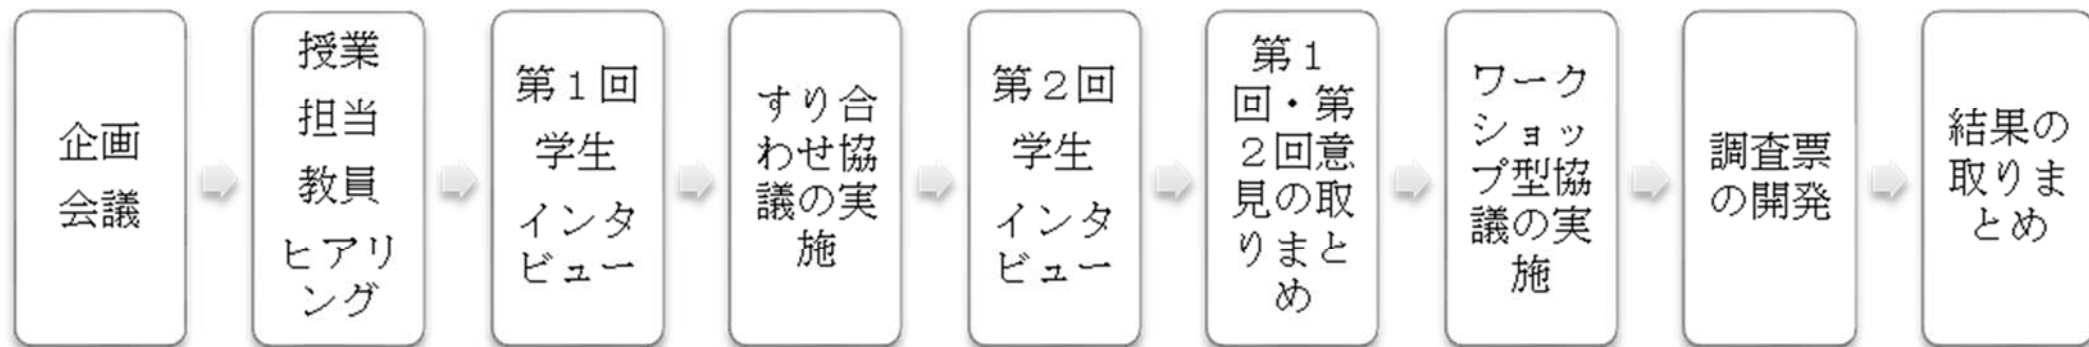 企画
会議
授業
担当
教員
ヒアリ
ング
第１回
学生
インタ
ビュー
すり合
わせ協
議の実
施
第２回
学生
インタ
ビュー
第１
回・第
２回意
見の取
りまと
め
ワーク
ショッ
プ型協
議の実
施
調査票
の開発
結果の
取りま
とめ